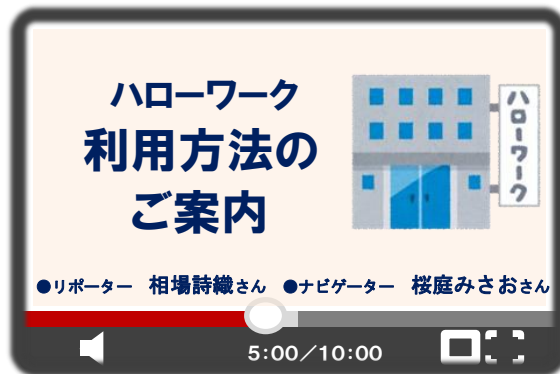 ハローワーク
利用方法の
ご案内
ハローワーク
●リポーター 相場詩織さん ●ナビゲーター 桜庭みさおさん
5:00／10:00